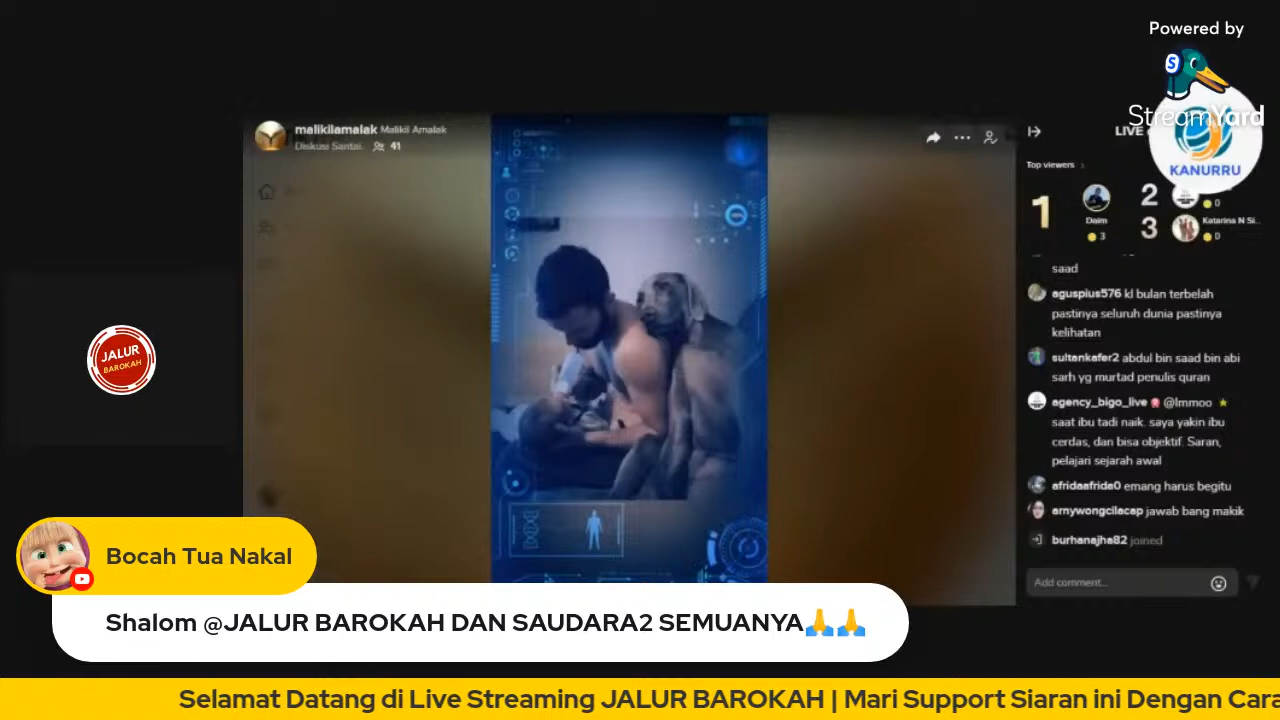 Powered by
StreamYard
KANURRU
malikilamalak Malikil Amalak
Diskusi Santai.
41
LIVE
Top viewers
1
Daim
3
2
0
3
Katarina N Si...
0
saad
aguspius576 kl bulan terbelah
pastinya seluruh dunia pastinya
kelihatan
sultankafer2 abdul bin saad bin abi
sarh yg murtad penulis quran
agency_bigo_live @lmmoo
saat ibu tadi naik. saya yakin ibu
cerdas, dan bisa objektif. Saran,
pelajari sejarah awal
afridaafrida0 emang harus begitu
arnywongcilacap jawab bang makik
burhanajha82 joined
Add comment...
JALUR
BAROKAH
Bocah Tua Nakal
Shalom @JALUR BAROKAH DAN SAUDARA2 SEMUANYA🙏🙏
Selamat Datang di Live Streaming JALUR BAROKAH | Mari Support Siaran ini Dengan Cara